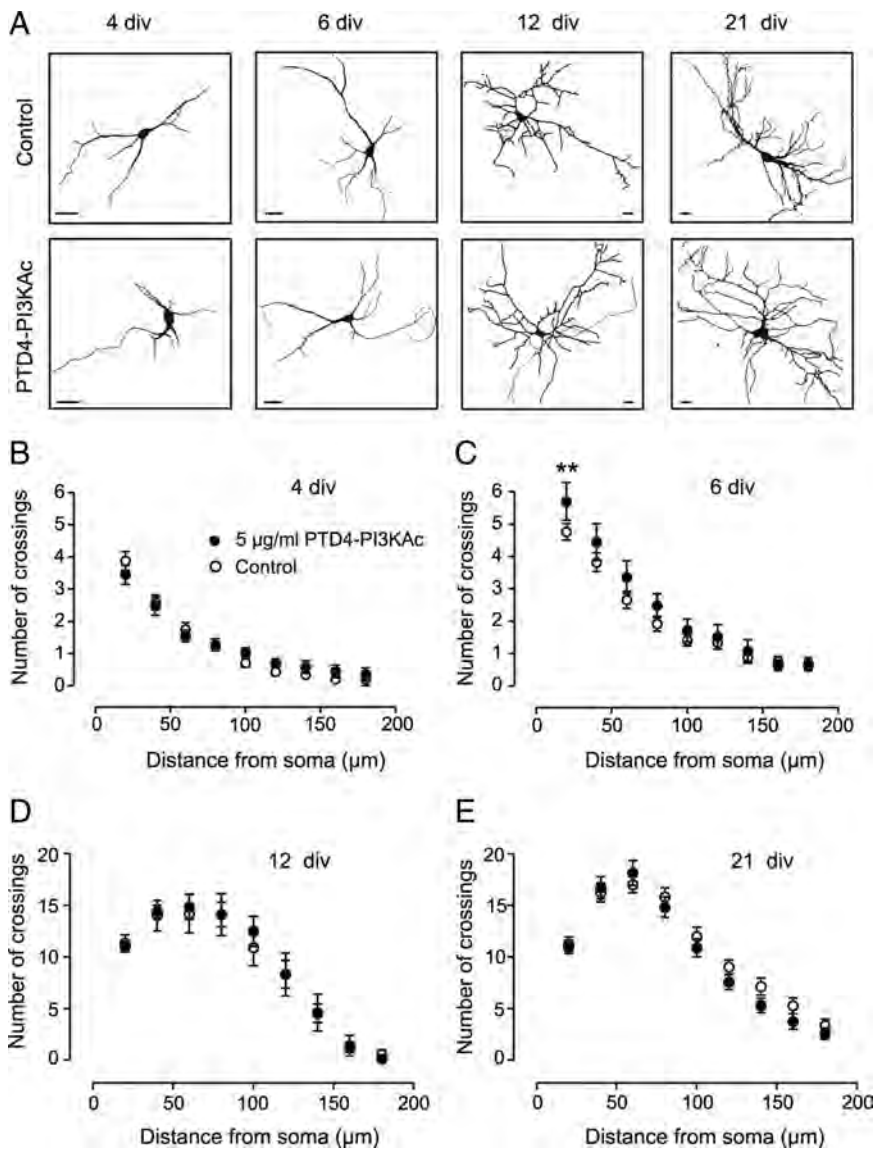 A
4 div
6 div
12 div
21 div
Control
PTD4-PI3KAc
B
4 div
Number of crossings
6
5
4
3
2
1
0
5 µg/ml PTD4-PI3KAc
Control
0
50
100
150
200
Distance from soma (µm)
C
**
6 div
Number of crossings
6
5
4
3
2
1
0
0
50
100
150
200
Distance from soma (µm)
D
12 div
Number of crossings
20
15
10
5
0
0
50
100
150
200
Distance from soma (µm)
E
21 div
Number of crossings
20
15
10
5
0
0
50
100
150
200
Distance from soma (µm)